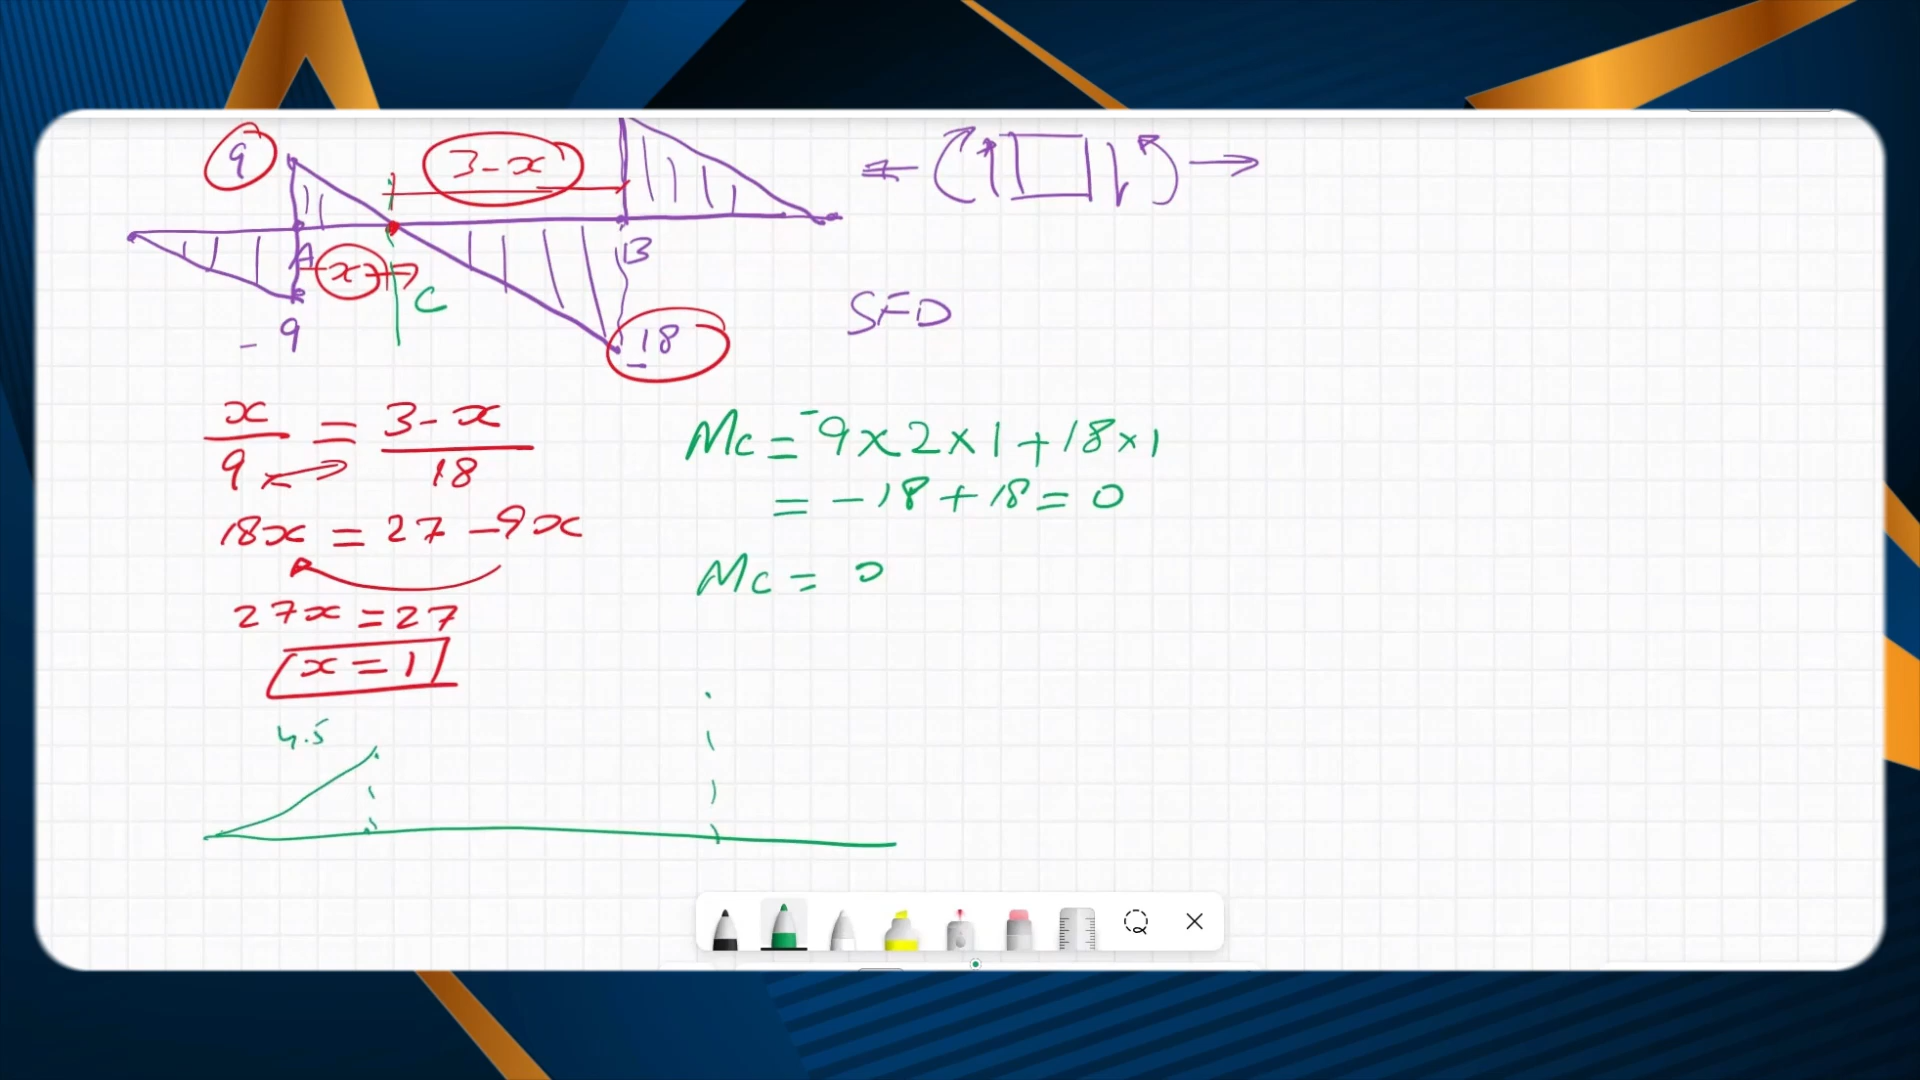 9
3-x
A
B
x
C
-9
-18
SFD
x/9 = 3-x/18
18x = 27 -9x
27x = 27
x = 1
Mc = -9x2x1+18x1
= -18+18 = 0
Mc = 0
4.5